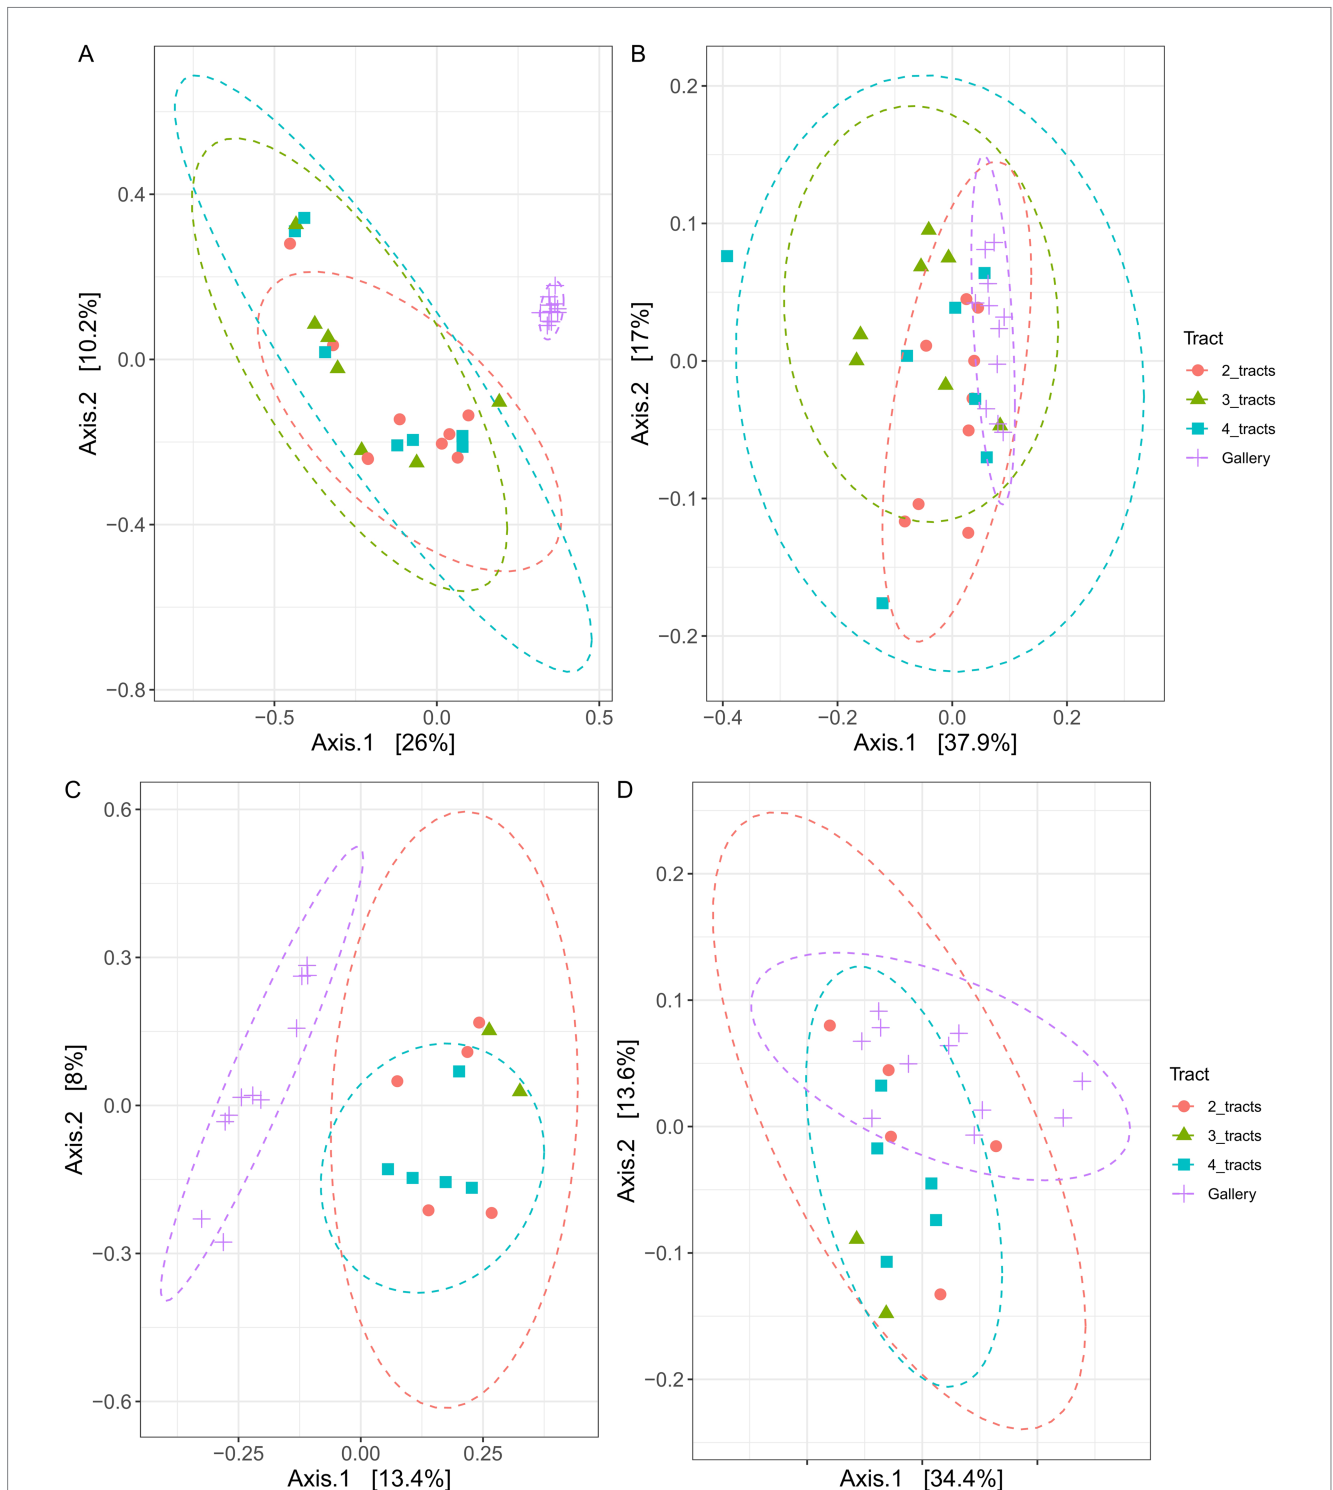 A
B
0.4
0.0
−0.4
−0.8
Axis.2 [10.2%]
−0.5
0.0
0.5
Axis.1 [26%]
0.2
0.1
0.0
−0.1
−0.2
Axis.2 [17%]
−0.4
−0.2
0.0
0.2
Axis.1 [37.9%]
Tract
2_tracts
3_tracts
4_tracts
Gallery
C
D
0.6
0.3
0.0
−0.3
−0.6
Axis.2 [8%]
−0.25
0.00
0.25
Axis.1 [13.4%]
0.2
0.1
0.0
−0.1
−0.2
Axis.2 [13.6%]
Axis.1 [34.4%]
Tract
2_tracts
3_tracts
4_tracts
Gallery